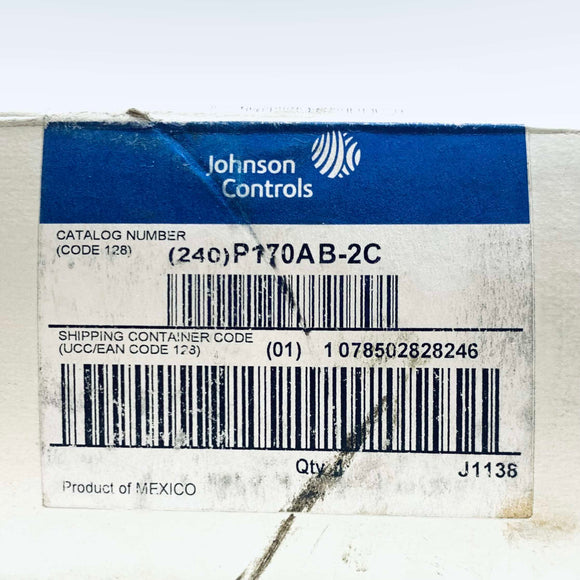 Johnson
Controls
CATALOG NUMBER
(CODE 128)
(240)P170AB-2C
SHIPPING CONTAINER CODE
(UCC/EAN CODE 128)
(01) 1 078502828246
Qty 1
J1138
Product of MEXICO